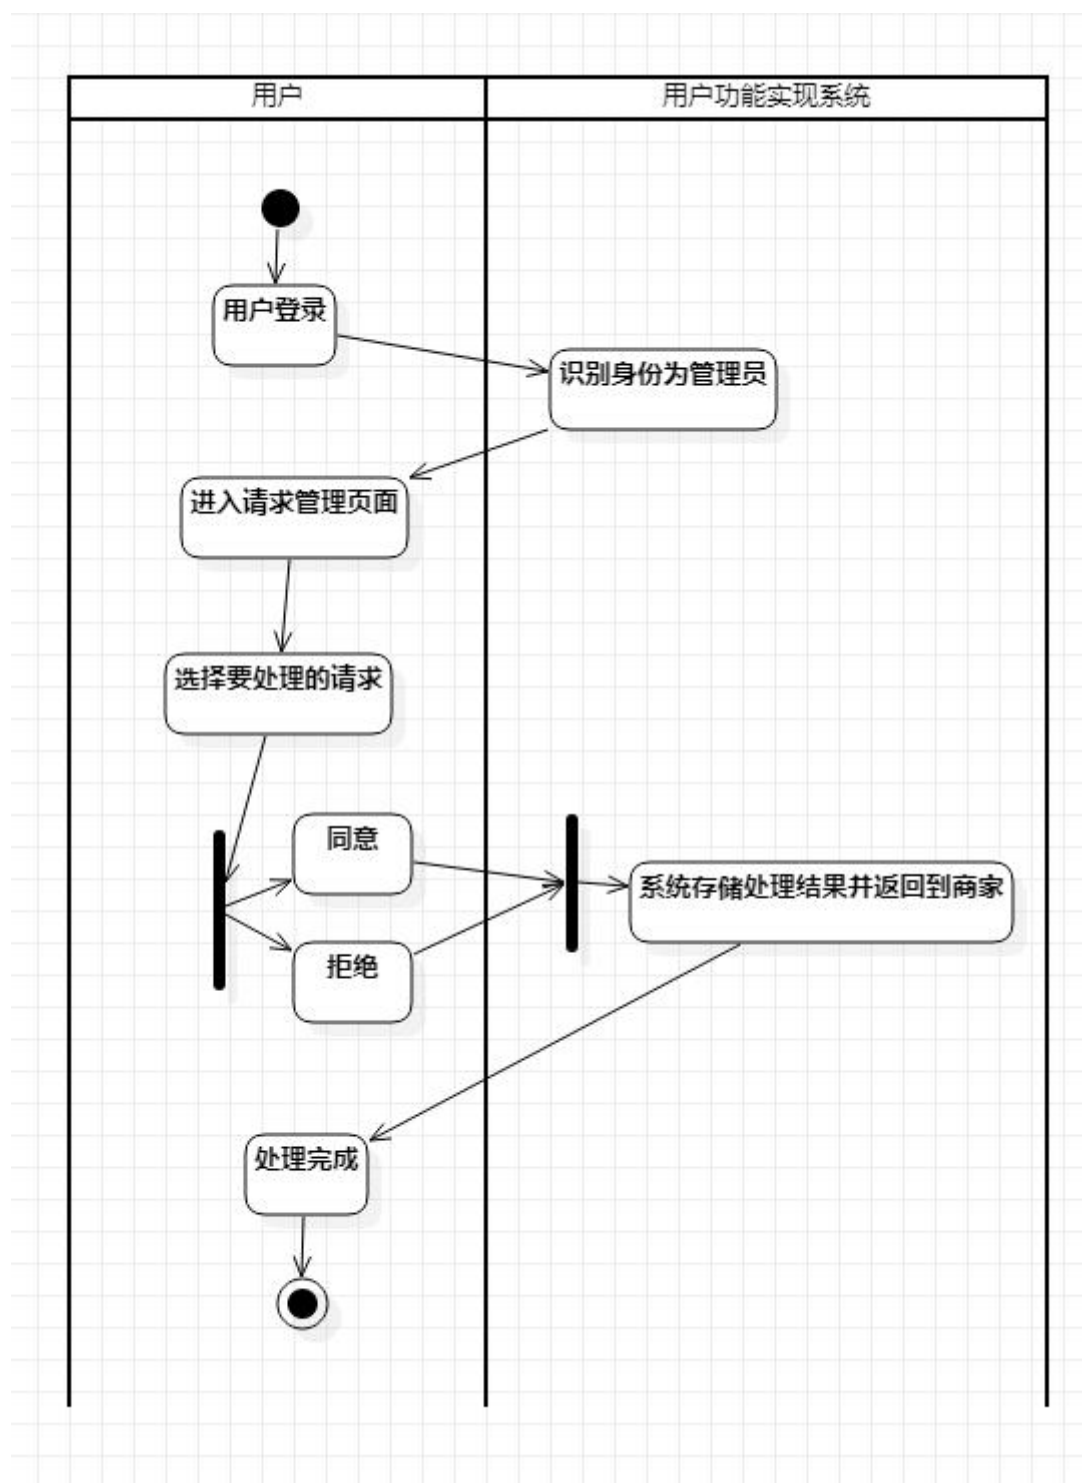 用户
用户功能实现系统
用户登录
识别身份为管理员
进入请求管理页面
选择要处理的请求
同意
系统存储处理结果并返回到商家
拒绝
处理完成